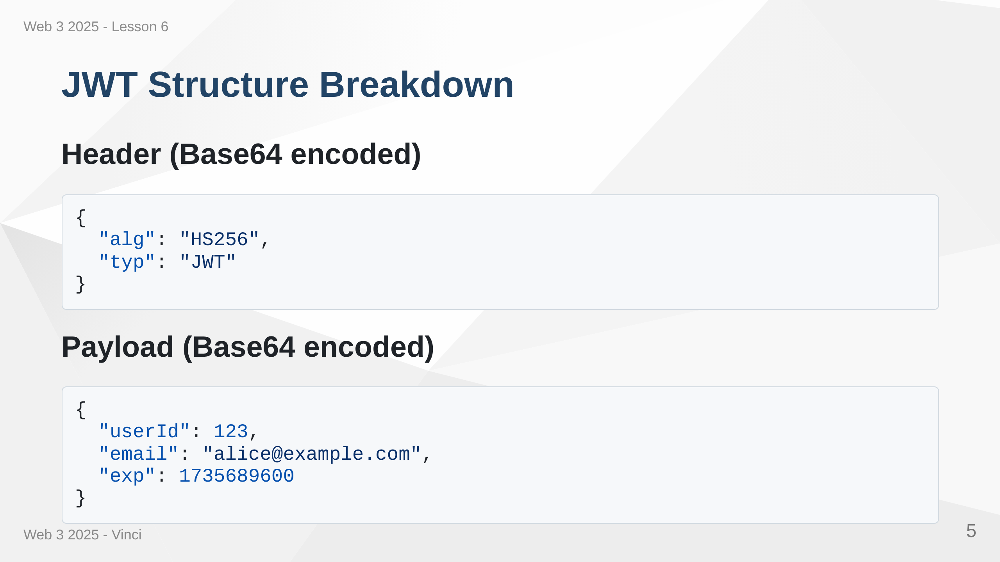 Web 3 2025 - Lesson 6
JWT Structure Breakdown
Header (Base64 encoded)
{
  "alg": "HS256",
  "typ": "JWT"
}
Payload (Base64 encoded)
{
  "userId": 123,
  "email": "alice@example.com",
  "exp": 1735689600
}
Web 3 2025 - Vinci
5